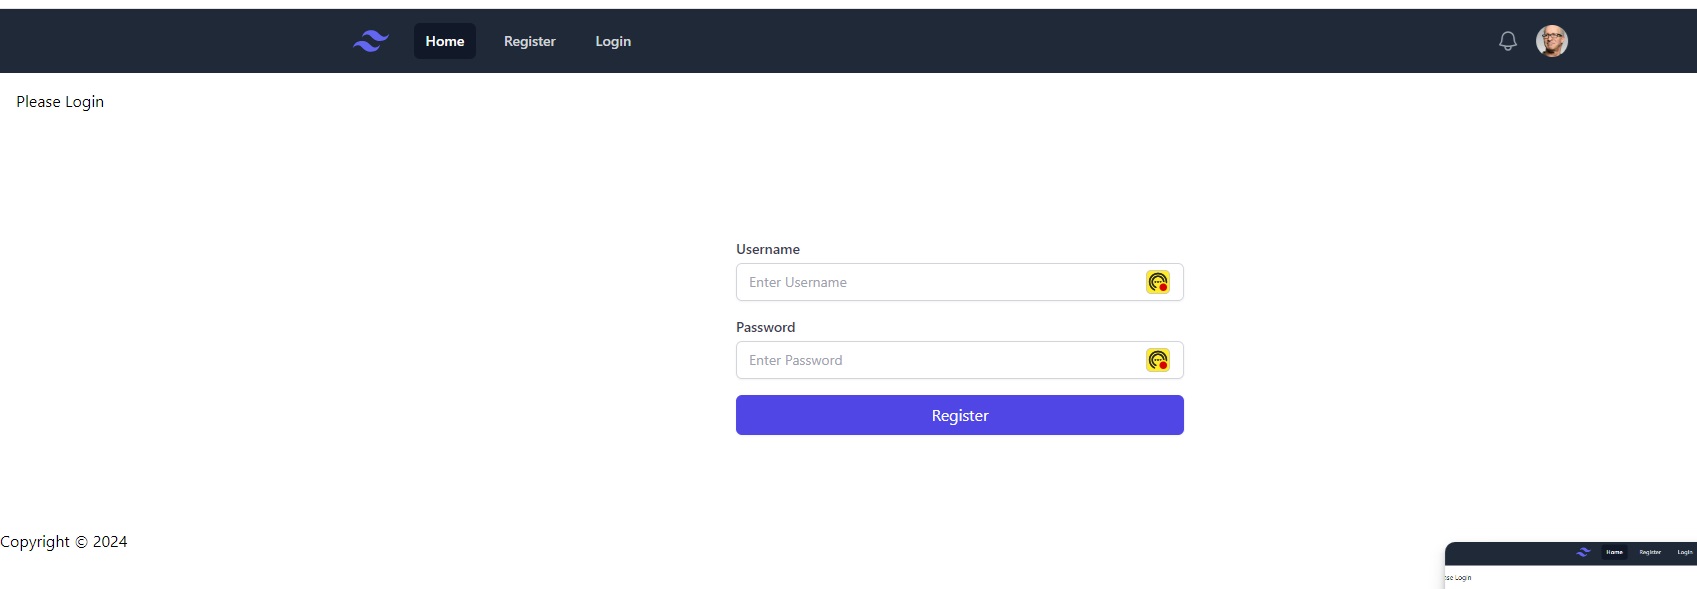 Home Register Login
Please Login
Username
Enter Username
Password
Enter Password
Register
Copyright © 2024
Home Register Login
se Login